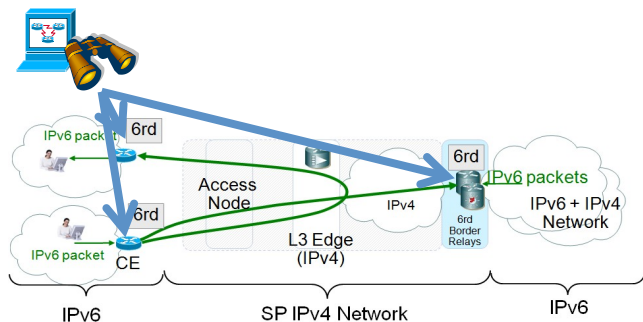 6rd
IPv6 packet
6rd
IPv6 packets
Access
Node
IPv4
IPv6 + IPv4
Network
6rd
6rd
Border
Relays
L3 Edge
(IPv4)
IPv6 packet
CE
IPv6
SP IPv4 Network
IPv6